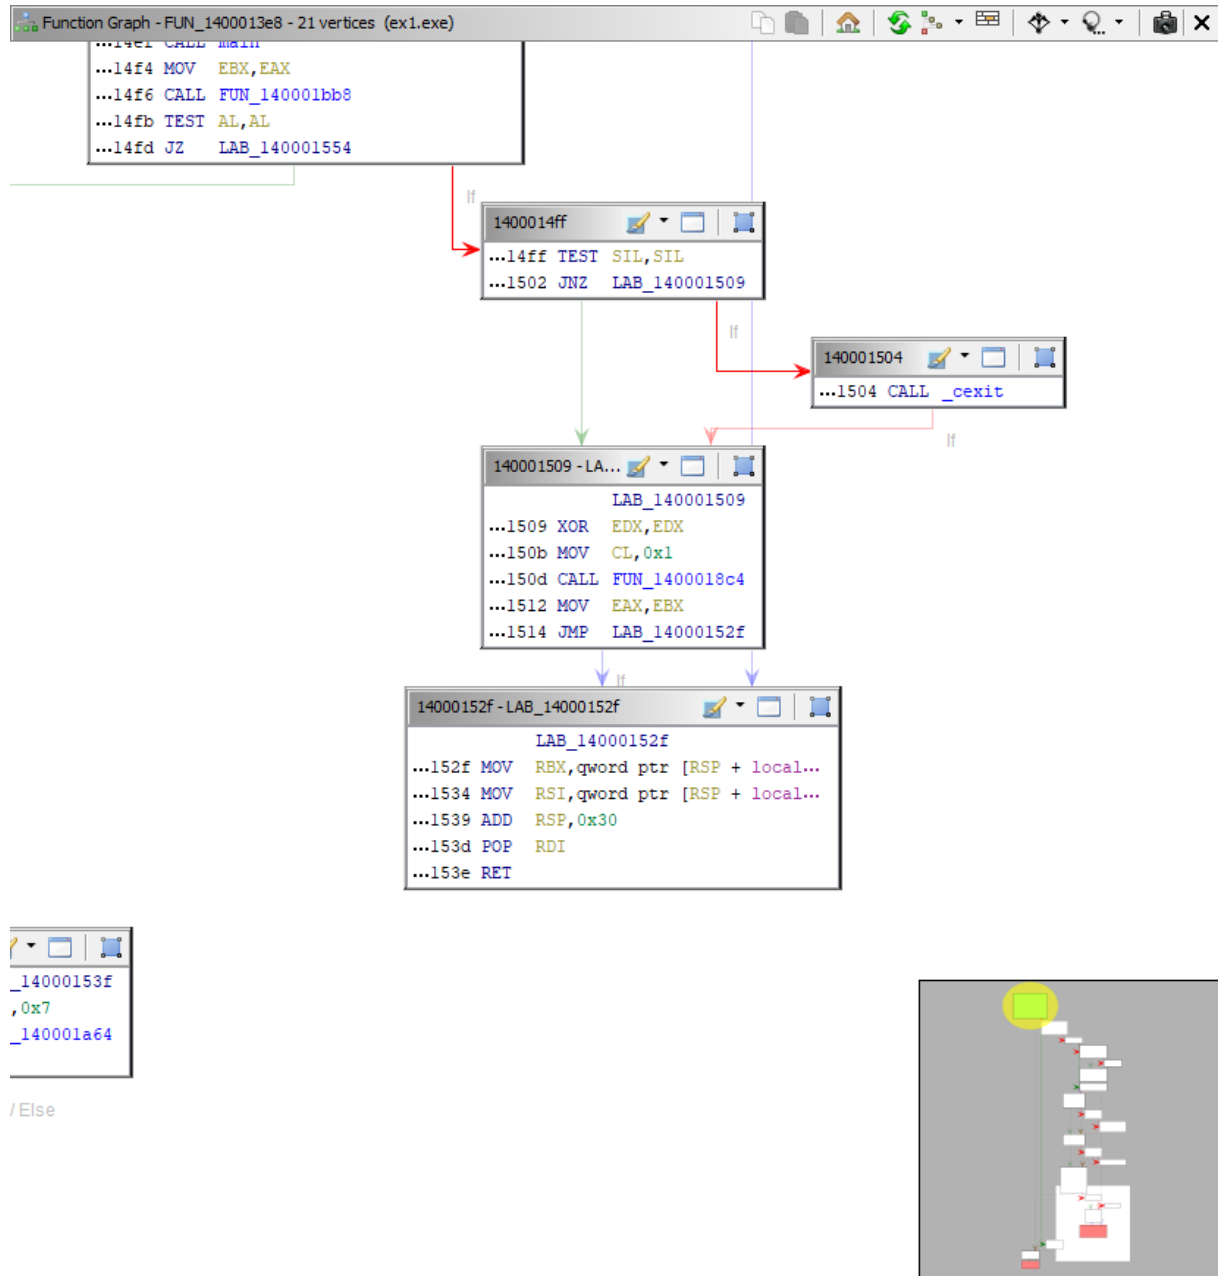 Function Graph - FUN_1400013e8 - 21 vertices (ex1.exe)
...14ef CALL main
...14f4 MOV EBX,EAX
...14f6 CALL FUN_140001bb8
...14fb TEST AL,AL
...14fd JZ LAB_140001554
If
1400014ff
...14ff TEST SIL,SIL
...1502 JNZ LAB_140001509
If
140001504
...1504 CALL _cexit
If
140001509 - LA...
LAB_140001509
...1509 XOR EDX,EDX
...150b MOV CL,0x1
...150d CALL FUN_1400018c4
...1512 MOV EAX,EBX
...1514 JMP LAB_14000152f
If
14000152f - LAB_14000152f
LAB_14000152f
...152f MOV RBX,qword ptr [RSP + local...
...1534 MOV RSI,qword ptr [RSP + local...
...1539 ADD RSP,0x30
...153d POP RDI
...153e RET
_14000153f
,0x7
_140001a64
/ Else